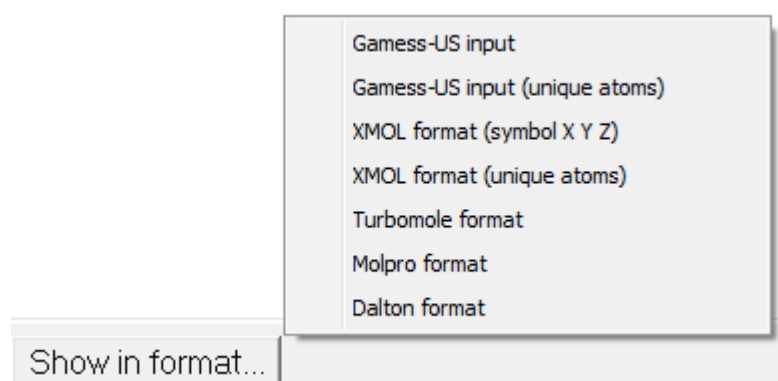 Gamess-US input
Gamess-US input (unique atoms)
XMOL format (symbol X Y Z)
XMOL format (unique atoms)
Turbomole format
Molpro format
Dalton format
Show in format...